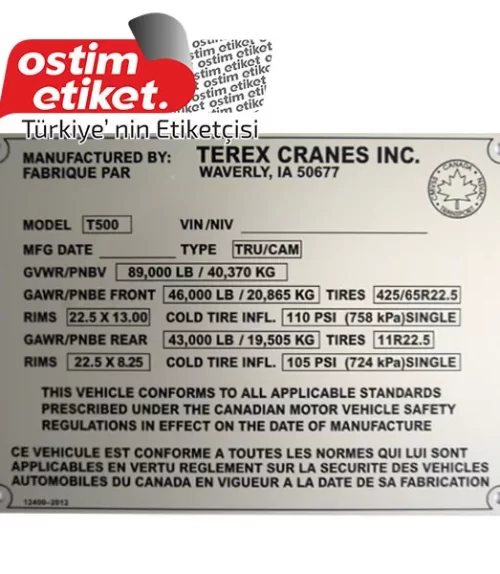 ostim
etiket.
Türkiye' nin Etiketçisi
MANUFACTURED BY: TEREX CRANES INC.
FABRIQUE PAR WAVERLY, IA 50677
CANADA
TRANSPORT
MODEL T500 VIN/NIV
MFG DATE TYPE TRU/CAM
GVWR/PNBV 89,000 LB / 40,370 KG
GAWR/PNBE FRONT 46,000 LB / 20,865 KG TIRES 425/65R22.5
RIMS 22.5 X 13.00 COLD TIRE INFL. 110 PSI (758 kPa)SINGLE
GAWR/PNBE REAR 43,000 LB / 19,505 KG TIRES 11R22.5
RIMS 22.5 X 8.25 COLD TIRE INFL. 105 PSI (724 kPa)SINGLE
THIS VEHICLE CONFORMS TO ALL APPLICABLE STANDARDS
PRESCRIBED UNDER THE CANADIAN MOTOR VEHICLE SAFETY
REGULATIONS IN EFFECT ON THE DATE OF MANUFACTURE
CE VEHICULE EST CONFORME A TOUTES LES NORMES QUI LUI SONT
APPLICABLES EN VERTU REGLEMENT SUR LA SECURITE DES VEHICLES
AUTOMOBILES DU CANADA EN VIGUEUR A LA DATE DE SA FABRICATION
12406-2012